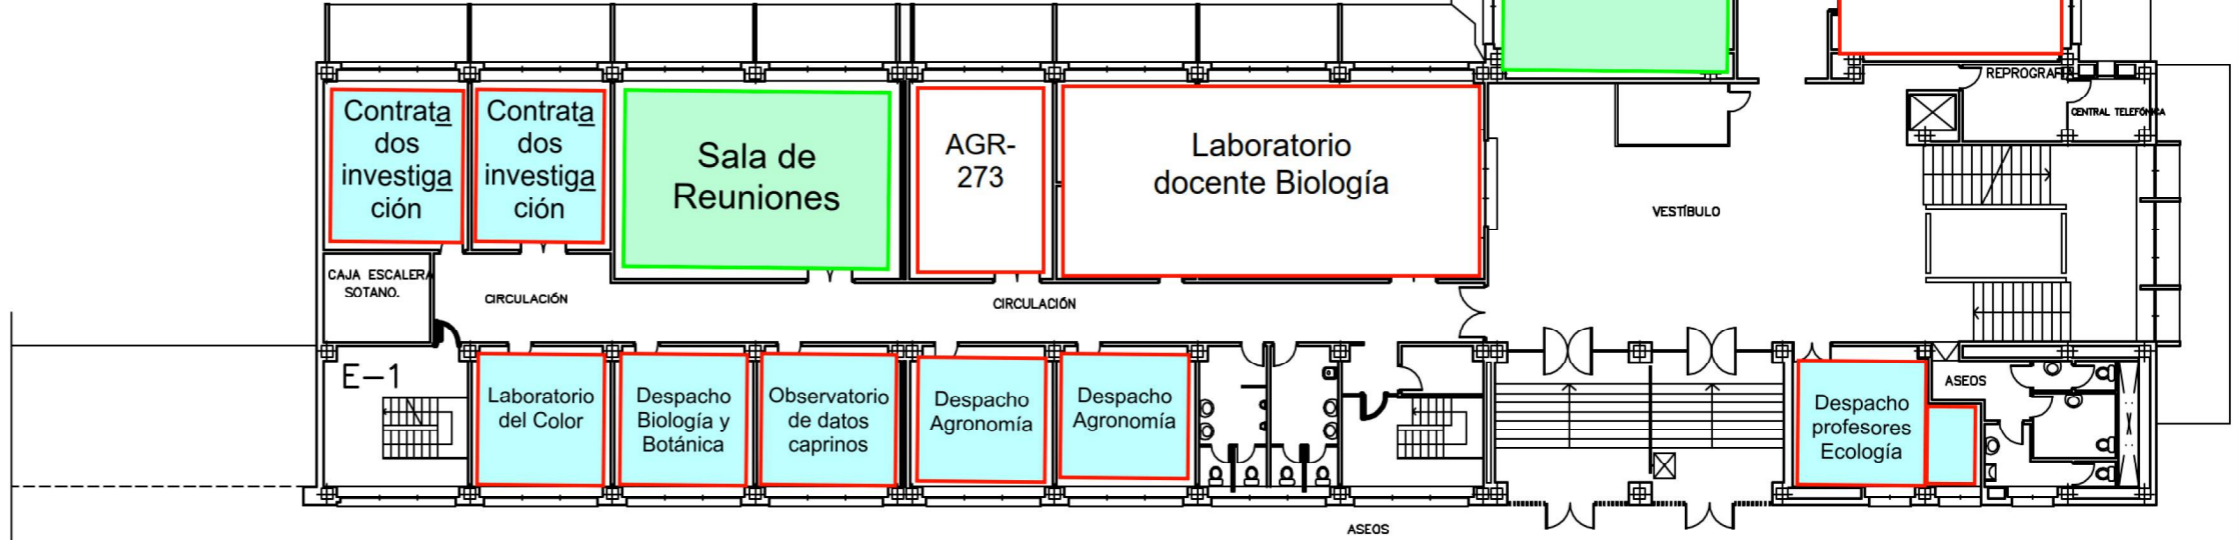 REPROGRAFÍA
CENTRAL TELEFÓNICA
Contrata
dos
investiga
ción
Contrata
dos
investiga
ción
Sala de
Reuniones
AGR-
273
Laboratorio
docente Biología
VESTÍBULO
CAJA ESCALERA
SOTANO.
CIRCULACIÓN
CIRCULACIÓN
E-1
Laboratorio
del Color
Despacho
Biología y
Botánica
Observatorio
de datos
caprinos
Despacho
Agronomía
Despacho
Agronomía
Despacho
profesores
Ecología
ASEOS
ASEOS